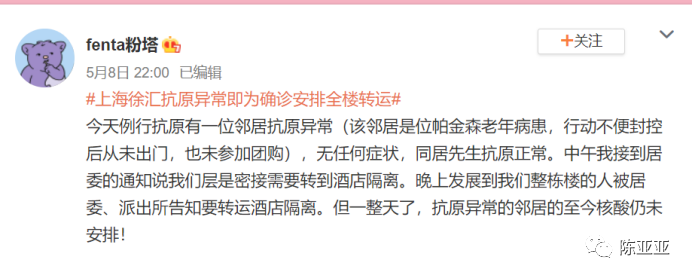 fenta粉塔
+关注
5月8日 22:00 已编辑
#上海徐汇抗原异常即为确诊安排全楼转运#
今天例行抗原有一位邻居抗原异常（该邻居是位帕金森老年病患，行动不便封控
后从未出门，也未参加团购），无任何症状，同居先生抗原正常。中午我接到居
委的通知说我们层是密接需要转到酒店隔离。晚上发展到我们整栋楼的人被居
委、派出所告知要转运酒店隔离。但一整天了，抗原异常的邻居的至今核酸仍未
安排！
陈亚亚